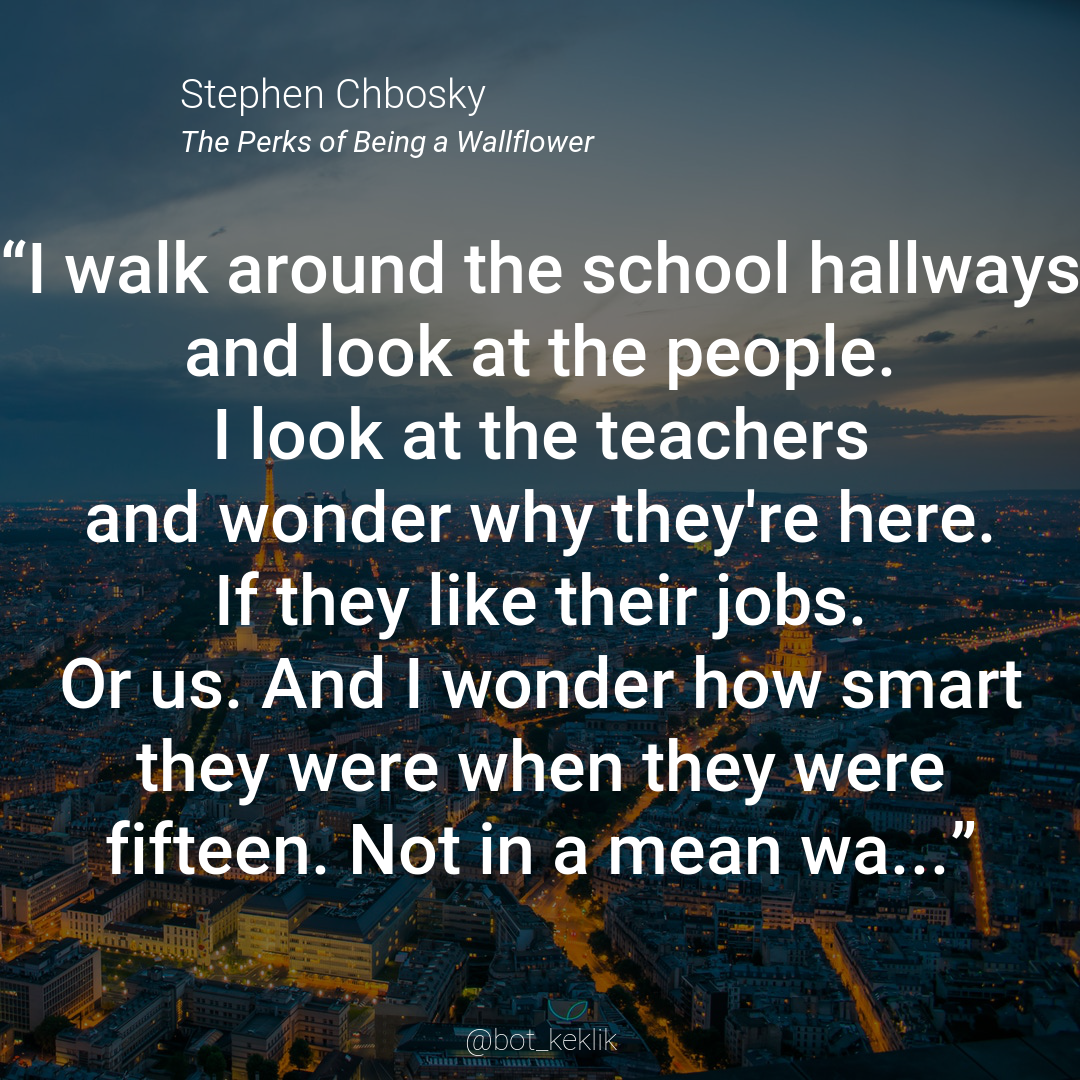 Stephen Chbosky
The Perks of Being a Wallflower
“I walk around the school hallways
and look at the people.
I look at the teachers
and wonder why they're here.
If they like their jobs.
Or us. And I wonder how smart
they were when they were
fifteen. Not in a mean wa...”
@bot_keklik